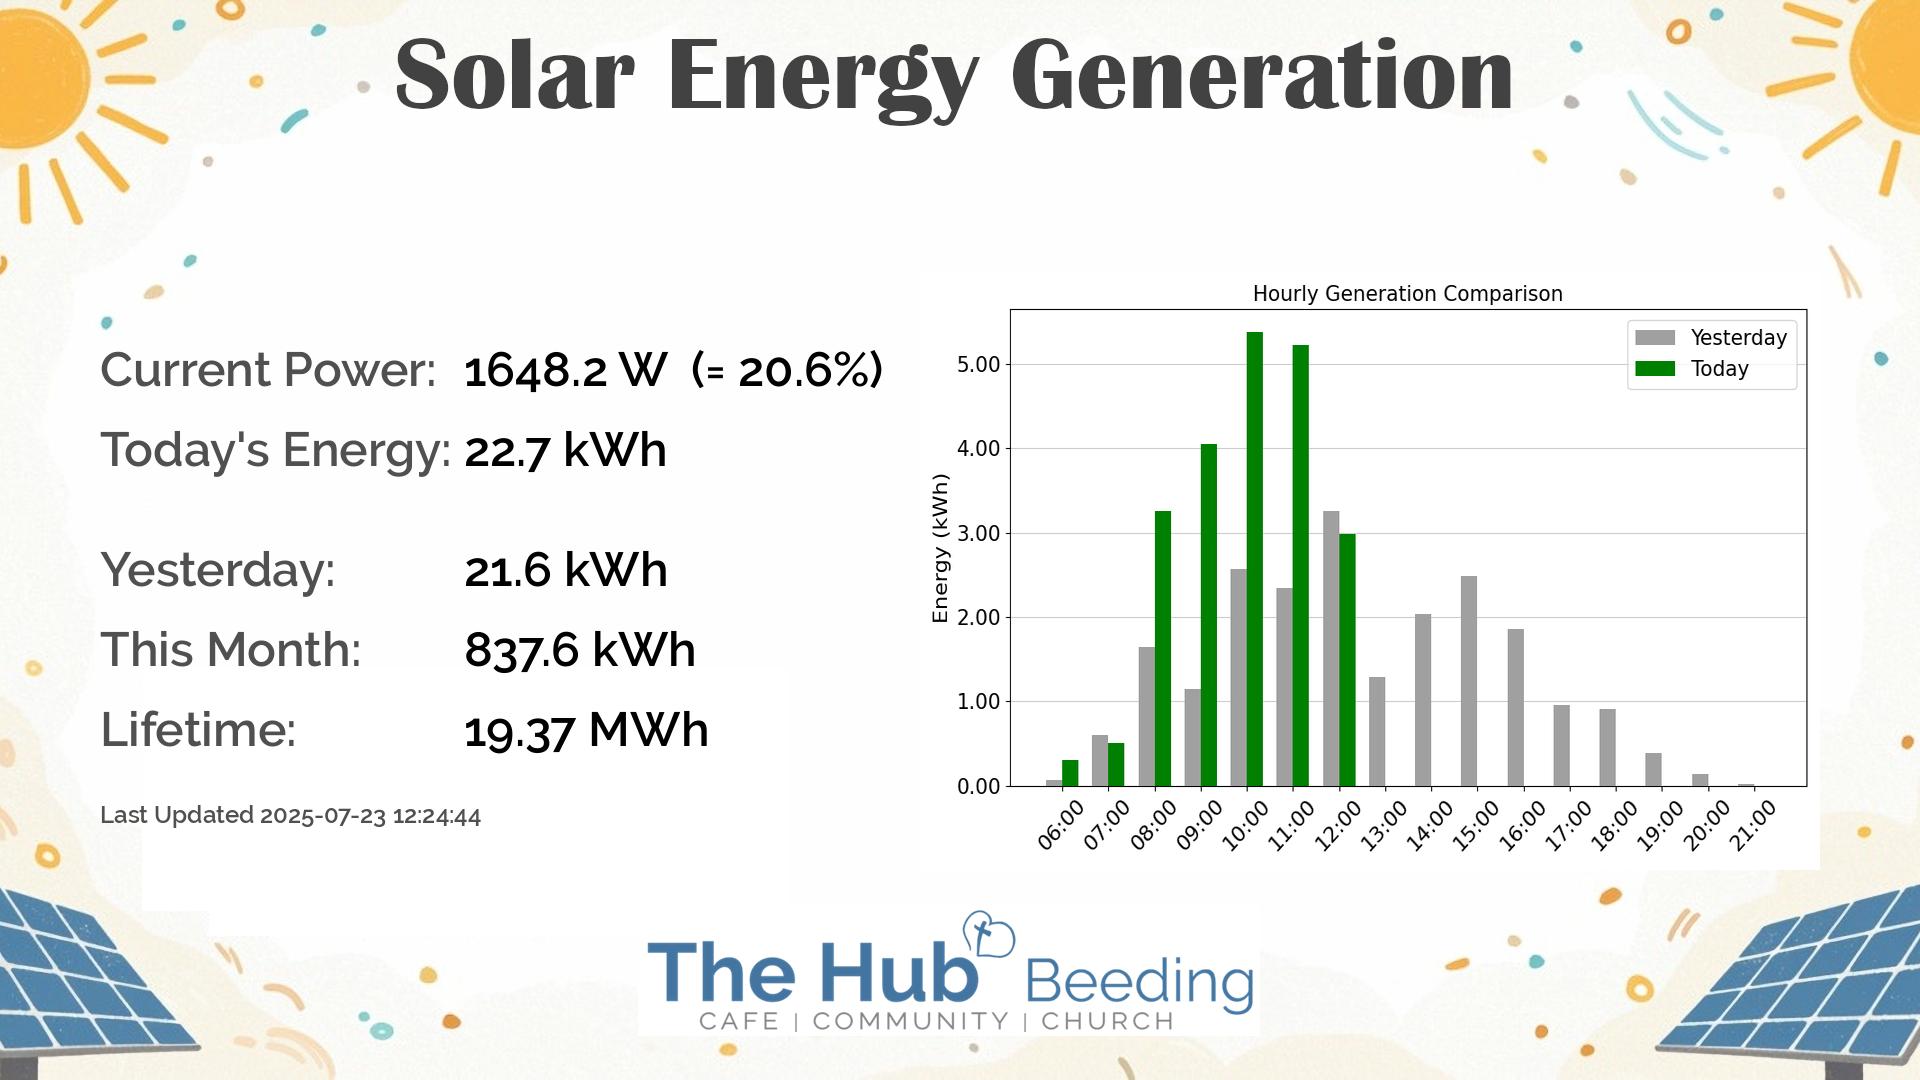 Solar Energy Generation
Current Power: 1648.2 W (= 20.6%)
Today's Energy: 22.7 kWh
Yesterday: 21.6 kWh
This Month: 837.6 kWh
Lifetime: 19.37 MWh
Last Updated 2025-07-23 12:24:44
Hourly Generation Comparison
Yesterday
Today
Energy (kWh)
5.00
4.00
3.00
2.00
1.00
0.00
06:00 07:00 08:00 09:00 10:00 11:00 12:00 13:00 14:00 15:00 16:00 17:00 18:00 19:00 20:00 21:00
The Hub Beeding
CAFE | COMMUNITY | CHURCH